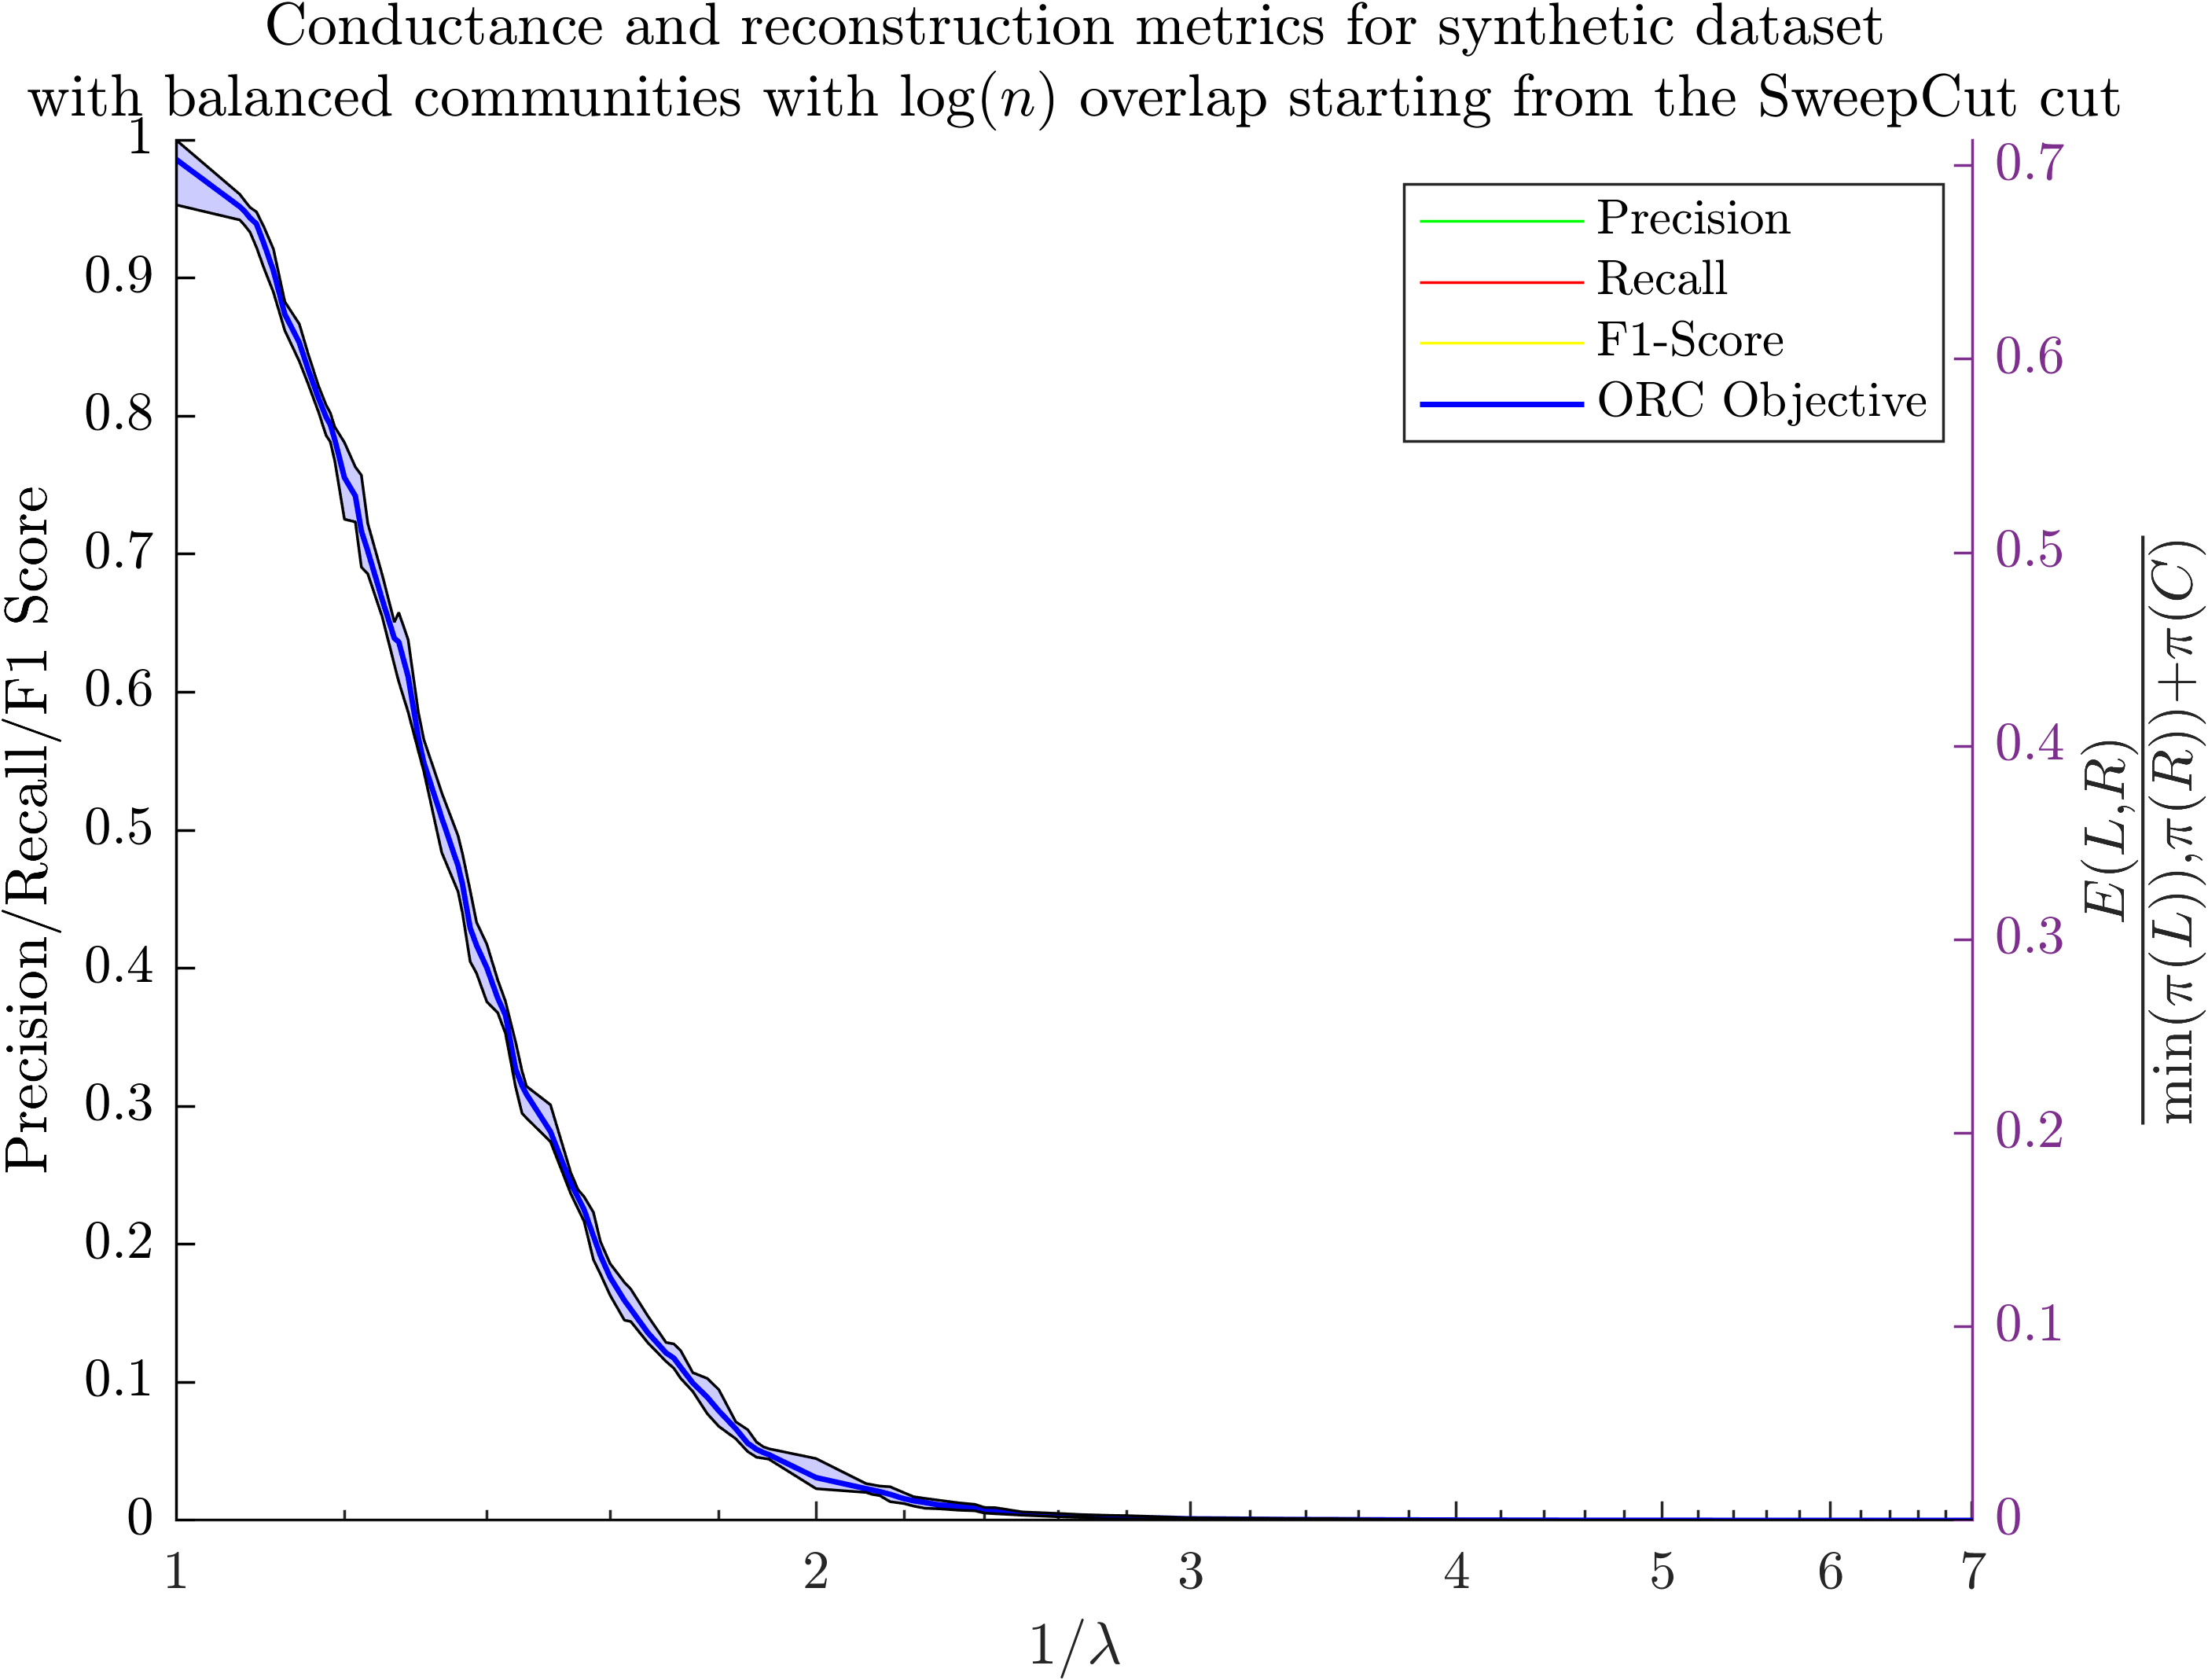 Conductance and reconstruction metrics for synthetic dataset
with balanced communities with log(n) overlap starting from the SweepCut cut
Precision/Recall/F1 Score
1
0.9
0.8
0.7
0.6
0.5
0.4
0.3
0.2
0.1
0
Precision
Recall
F1-Score
ORC Objective
0.7
0.6
0.5
0.4
0.3
0.2
0.1
0
E(L,R)
min(π(L)),π(R))+π(C)
1 2 3 4 5 6 7
1/λ